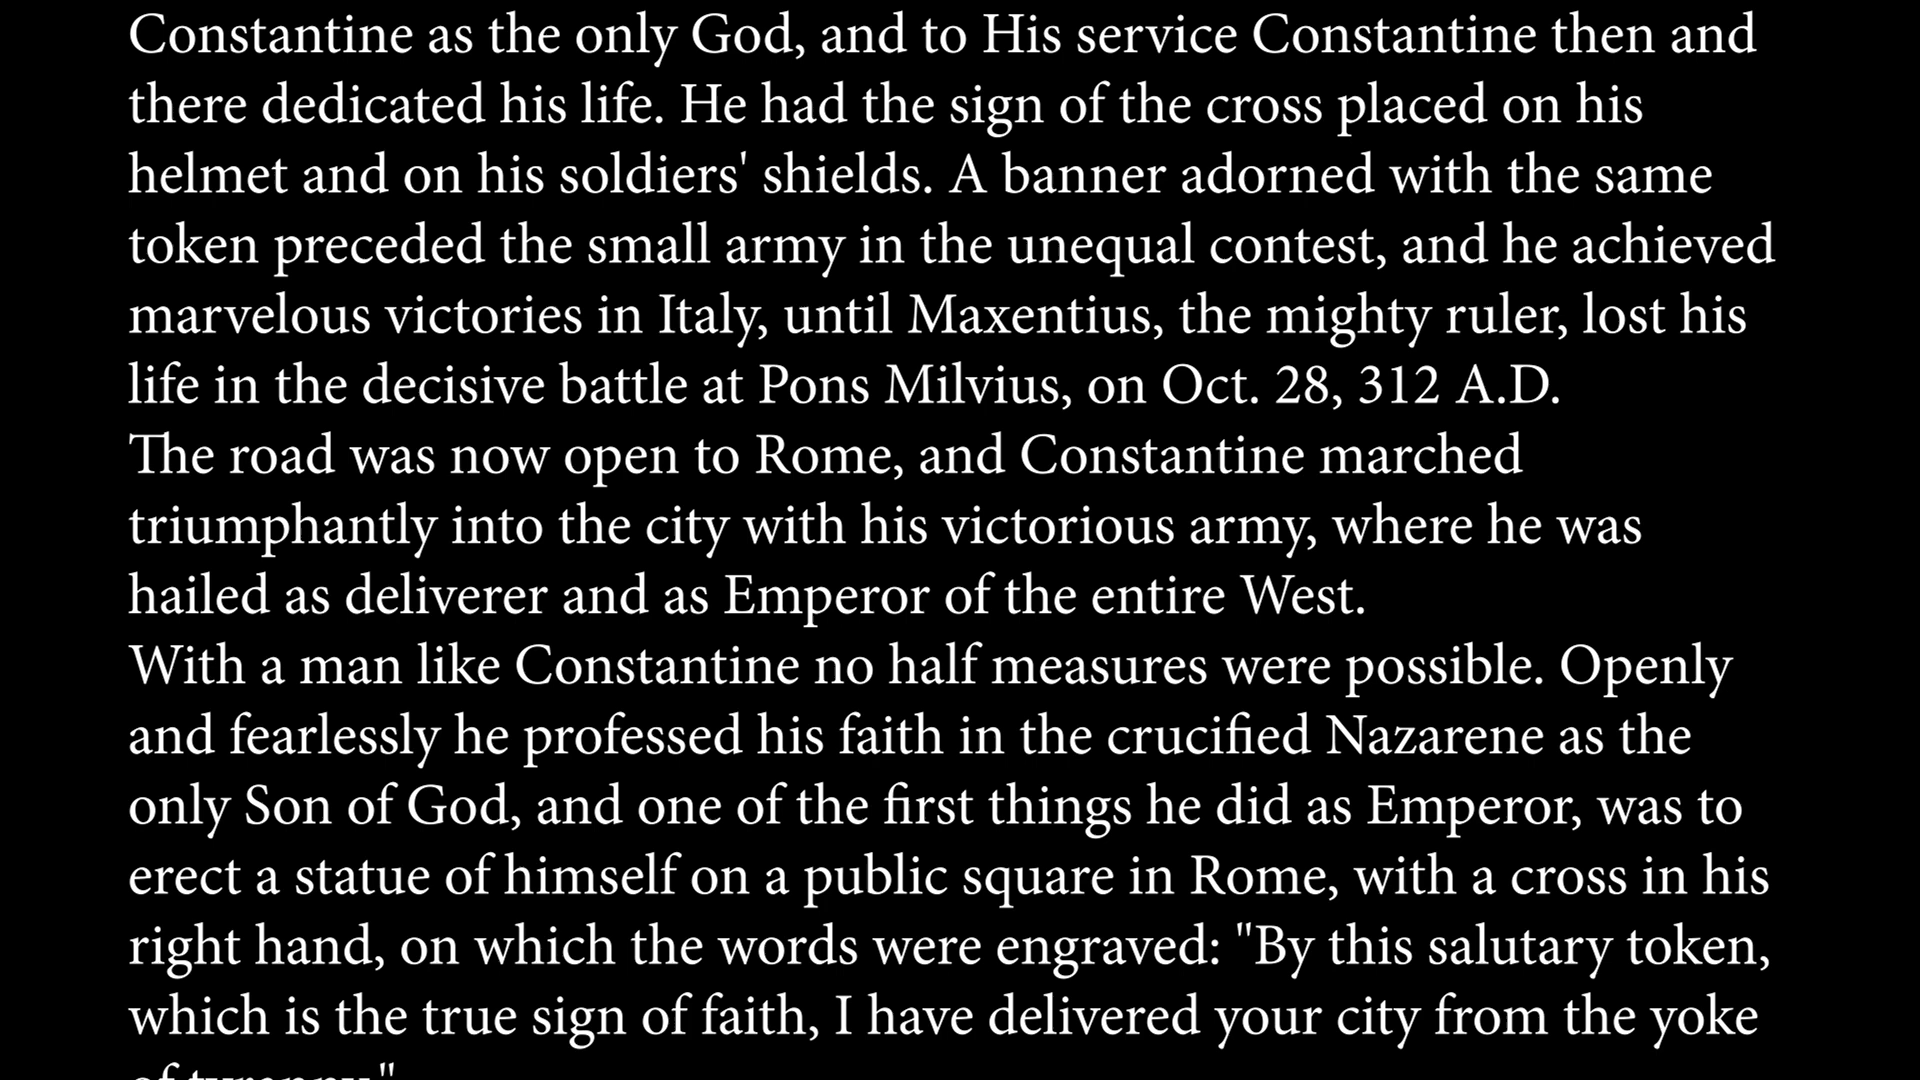 Constantine as the only God, and to His service Constantine then and
there dedicated his life. He had the sign of the cross placed on his
helmet and on his soldiers' shields. A banner adorned with the same
token preceded the small army in the unequal contest, and he achieved
marvelous victories in Italy, until Maxentius, the mighty ruler, lost his
life in the decisive battle at Pons Milvius, on Oct. 28, 312 A.D.
The road was now open to Rome, and Constantine marched
triumphantly into the city with his victorious army, where he was
hailed as deliverer and as Emperor of the entire West.
With a man like Constantine no half measures were possible. Openly
and fearlessly he professed his faith in the crucified Nazarene as the
only Son of God, and one of the first things he did as Emperor, was to
erect a statue of himself on a public square in Rome, with a cross in his
right hand, on which the words were engraved: "By this salutary token,
which is the true sign of faith, I have delivered your city from the yoke
of tyranny."